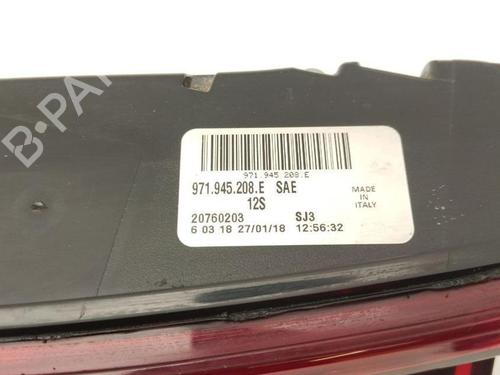 B-PARTS
971.945.208.E
971.945.208.E SAE
12S
MADE
IN
ITALY
20760203 SJ3
6 03 18 27/01/18 12:56:32